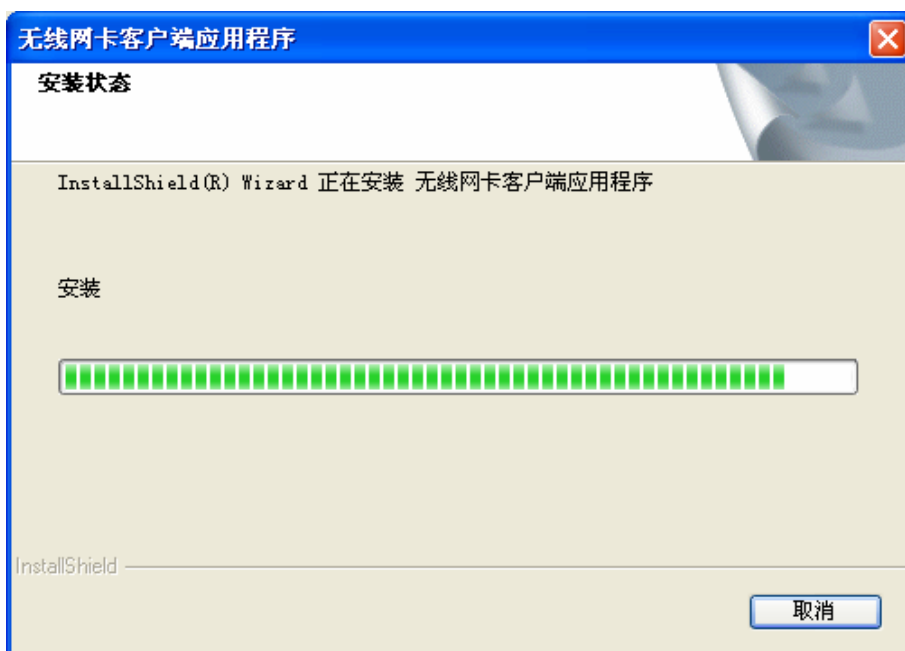 无线网卡客户端应用程序
安装状态
InstallShield(R) Wizard 正在安装 无线网卡客户端应用程序
安装
InstallShield
取消